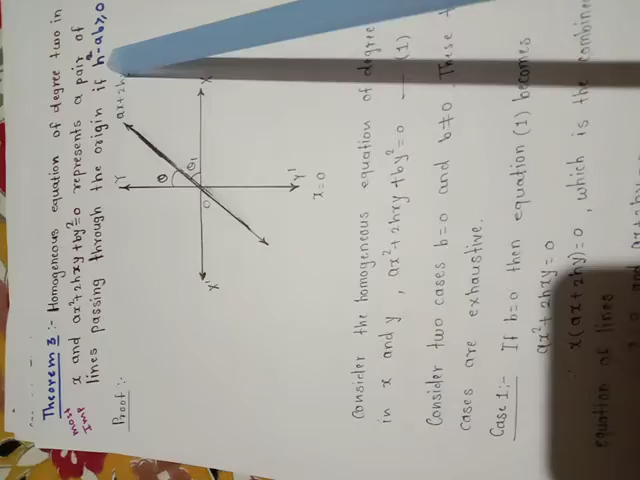 Theorem 3 :- Homogeneous equation of degree two in
x and ax²+2hxy+by²=0 represents a pair of
most Imp
lines passing through the origin if h²-ab≥0
Proof :-
ax+2h
Y
X
θ
θ₁
O
X'
Y'
x=0
Consider the homogeneous equation of degree
in x and y, ax²+2hxy+by²=0 — (1)
Consider two cases b=0 and b≠0. These
cases are exhaustive.
Case 1:- If b=0 then equation (1) becomes
ax²+2hxy=0
∴ x(ax+2hy)=0, which is the combined
equation of lines